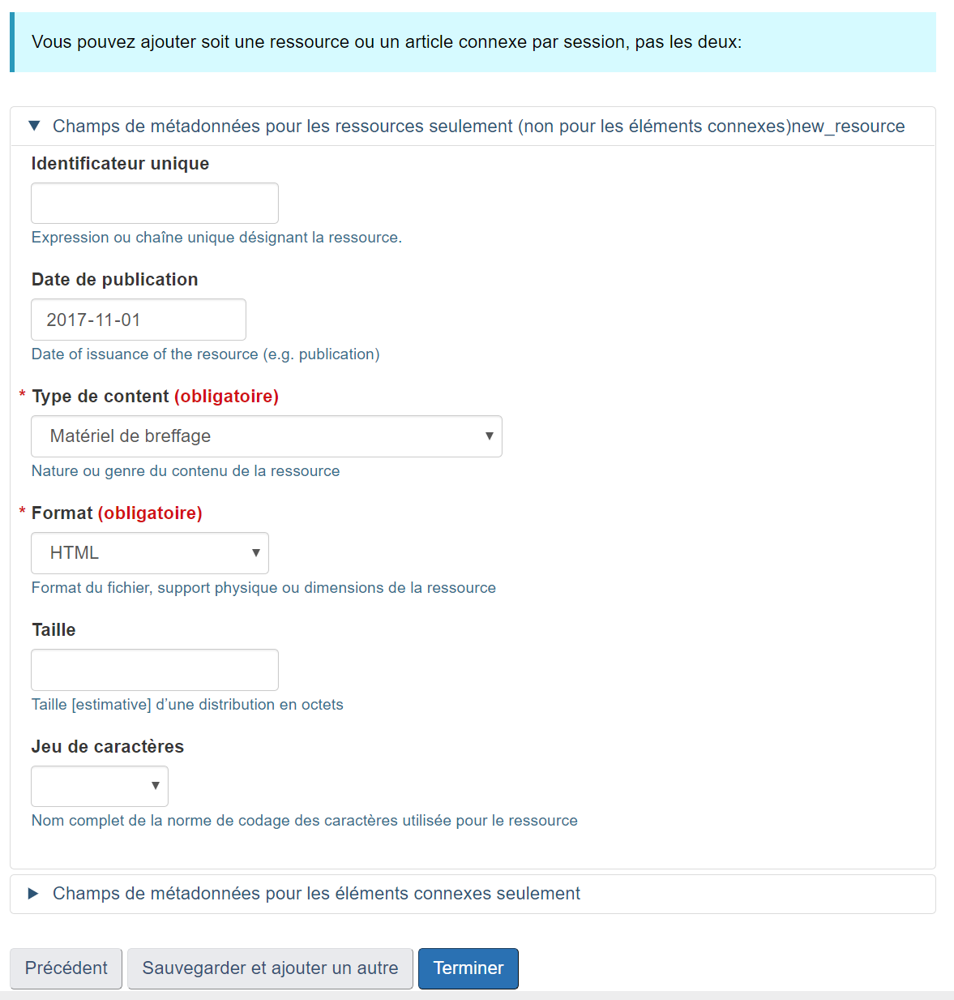 Vous pouvez ajouter soit une ressource ou un article connexe par session, pas les deux:
Champs de métadonnées pour les ressources seulement (non pour les éléments connexes)new_resource
Identificateur unique
Expression ou chaîne unique désignant la ressource.
Date de publication
2017-11-01
Date of issuance of the resource (e.g. publication)
* Type de content (obligatoire)
Matériel de breffage
Nature ou genre du contenu de la ressource
* Format (obligatoire)
HTML
Format du fichier, support physique ou dimensions de la ressource
Taille
Taille [estimative] d’une distribution en octets
Jeu de caractères
Nom complet de la norme de codage des caractères utilisée pour le ressource
Champs de métadonnées pour les éléments connexes seulement
Précédent Sauvegarder et ajouter un autre Terminer